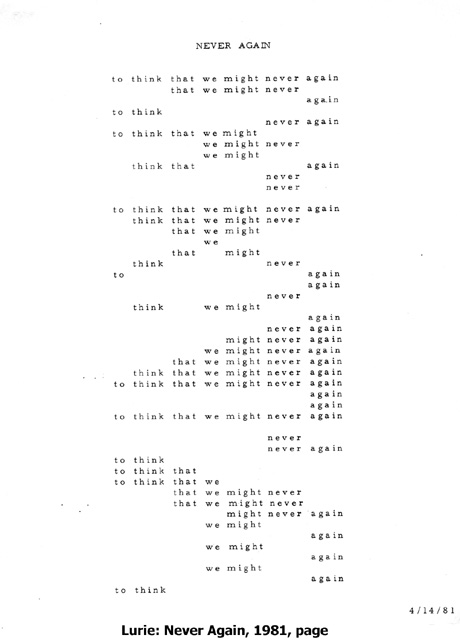 NEVER AGAIN
to think that we might never again
that we might never
again
to think
never again
to think that we might
we might never
we might
think that again
never
never
to think that we might never again
think that we might never
that we might
we
that might
think never
to again
again
never
think we might
again
never again
might never again
we might never again
that we might never again
think that we might never again
to think that we might never again
again
again
to think that we might never again
never
never again
to think
to think that
to think that we
that we might never
that we might never
might never again
we might
again
we might
again
we might
again
to think
4/14/81
Lurie: Never Again, 1981, page